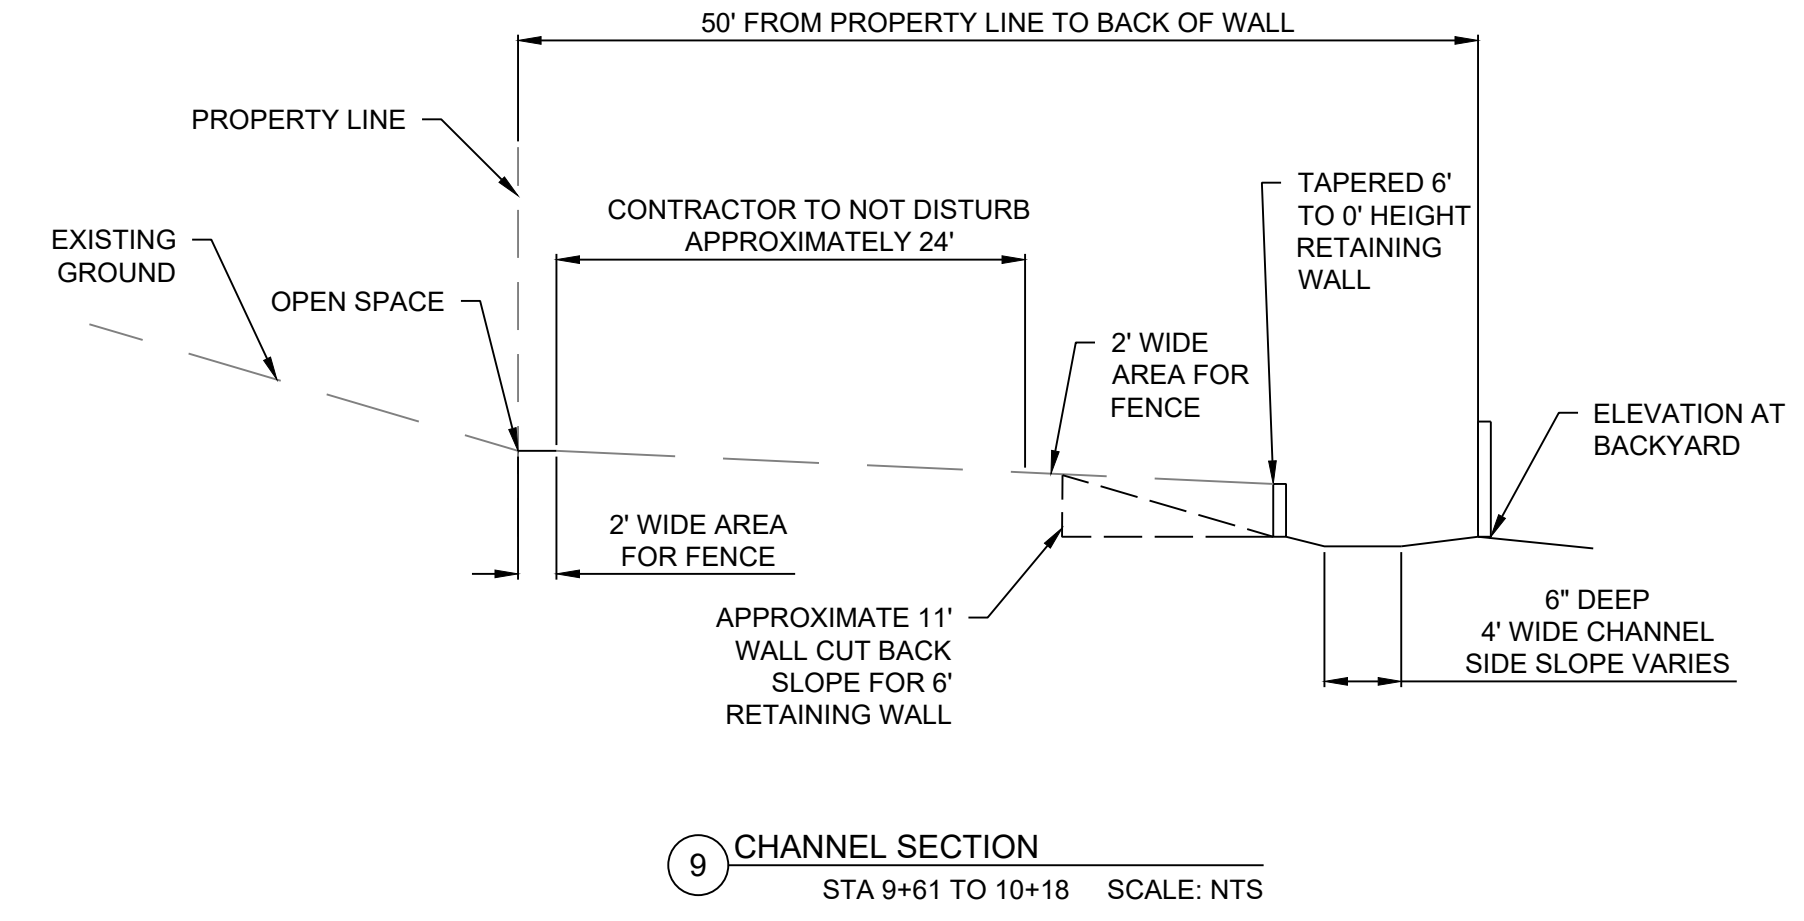 50' FROM PROPERTY LINE TO BACK OF WALL
PROPERTY LINE
EXISTING
GROUND
OPEN SPACE
CONTRACTOR TO NOT DISTURB
APPROXIMATELY 24'
TAPERED 6'
TO 0' HEIGHT
RETAINING
WALL
2' WIDE
AREA FOR
FENCE
ELEVATION AT
BACKYARD
2' WIDE AREA
FOR FENCE
APPROXIMATE 11'
WALL CUT BACK
SLOPE FOR 6'
RETAINING WALL
6" DEEP
4' WIDE CHANNEL
SIDE SLOPE VARIES
9 CHANNEL SECTION
STA 9+61 TO 10+18 SCALE: NTS